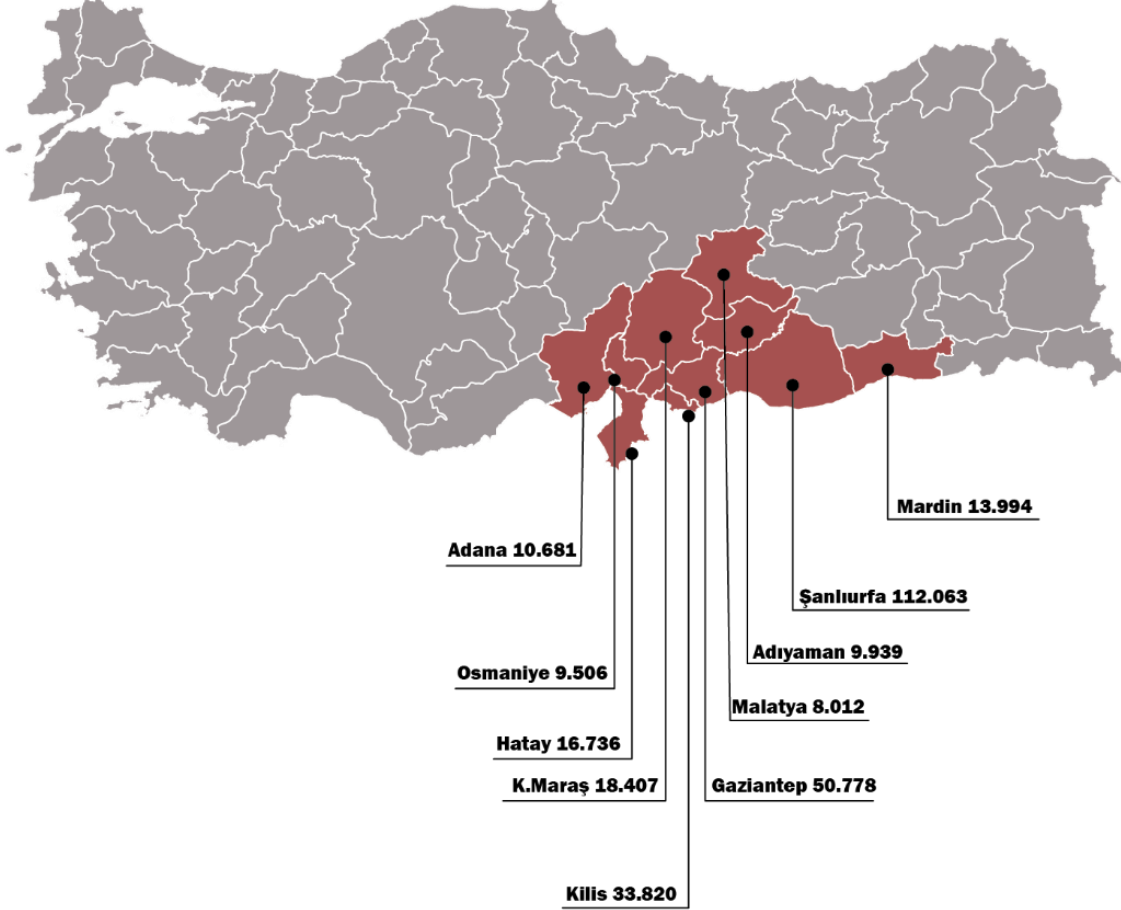 Mardin 13.994
Adana 10.681
Şanlıurfa 112.063
Adıyaman 9.939
Osmaniye 9.506
Malatya 8.012
Hatay 16.736
K.Maraş 18.407
Gaziantep 50.778
Kilis 33.820